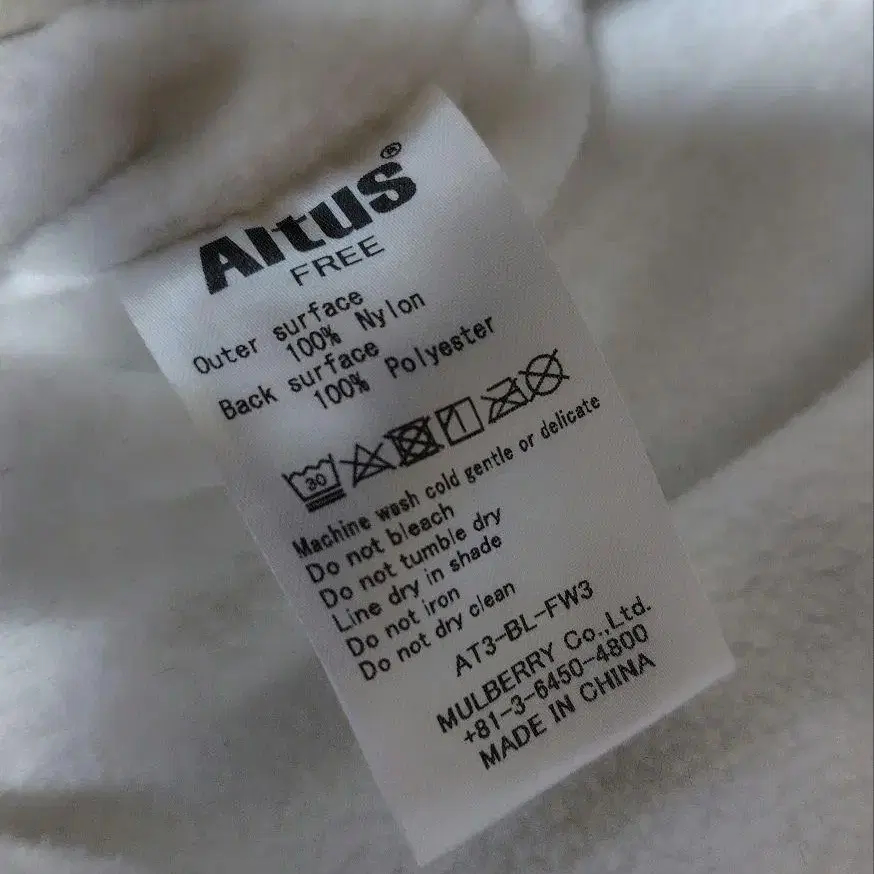 Altus®
FREE
Outer surface
100% Nylon
Back surface
100% Polyester
30
Machine wash cold gentle or delicate
Do not bleach
Do not tumble dry
Line dry in shade
Do not iron
Do not dry clean
AT3-BL-FW3
MULBERRY Co.,Ltd.
+81-3-6450-4800
MADE IN CHINA